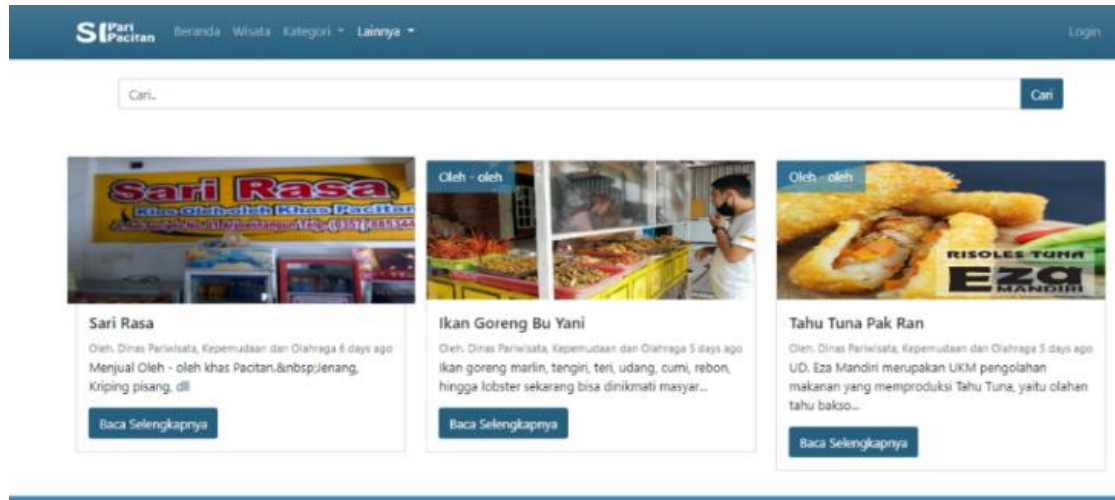 SI Pari Pacitan Beranda Wisata Kategori Lainnya Login
Cari..
Cari
Sari Rasa
Kios Oleh-oleh Khas Pacitan
Oleh - oleh
Oleh - oleh
RISOLES TUNA
EZA
MANDIRI
Sari Rasa
Oleh. Dinas Pariwisata, Kepemudaan dan Olahraga 6 days ago
Menjual Oleh - oleh khas Pacitan.&nbsp;Jenang,
Kriping pisang, dll
Baca Selengkapnya
Ikan Goreng Bu Yani
Oleh. Dinas Pariwisata, Kepemudaan dan Olahraga 5 days ago
Ikan goreng marlin, tengiri, teri, udang, cumi, rebon,
hingga lobster sekarang bisa dinikmati masyar...
Baca Selengkapnya
Tahu Tuna Pak Ran
Oleh. Dinas Pariwisata, Kepemudaan dan Olahraga 5 days ago
UD. Eza Mandiri merupakan UKM pengolahan
makanan yang memproduksi Tahu Tuna, yaitu olahan
tahu bakso...
Baca Selengkapnya